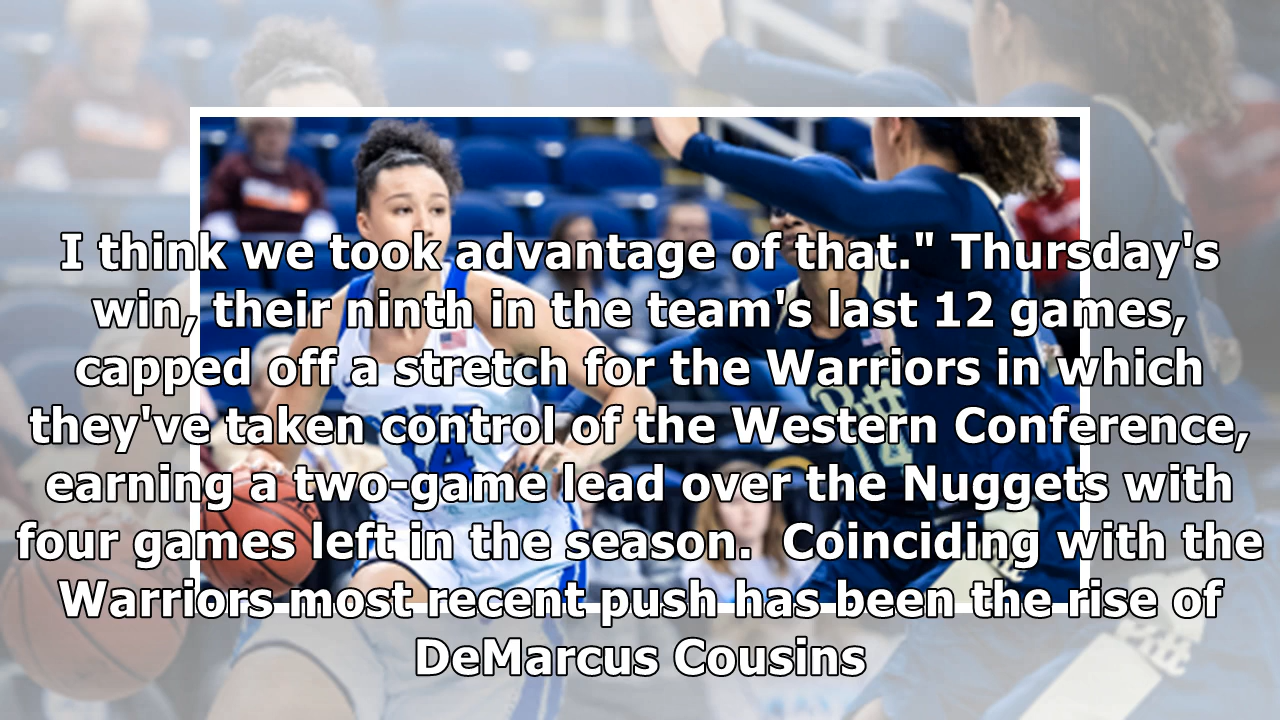 I think we took advantage of that." Thursday's
win, their ninth in the team's last 12 games,
capped off a stretch for the Warriors in which
they've taken control of the Western Conference,
earning a two-game lead over the Nuggets with
four games left in the season.  Coinciding with the
Warriors most recent push has been the rise of
DeMarcus Cousins
Pitt
14